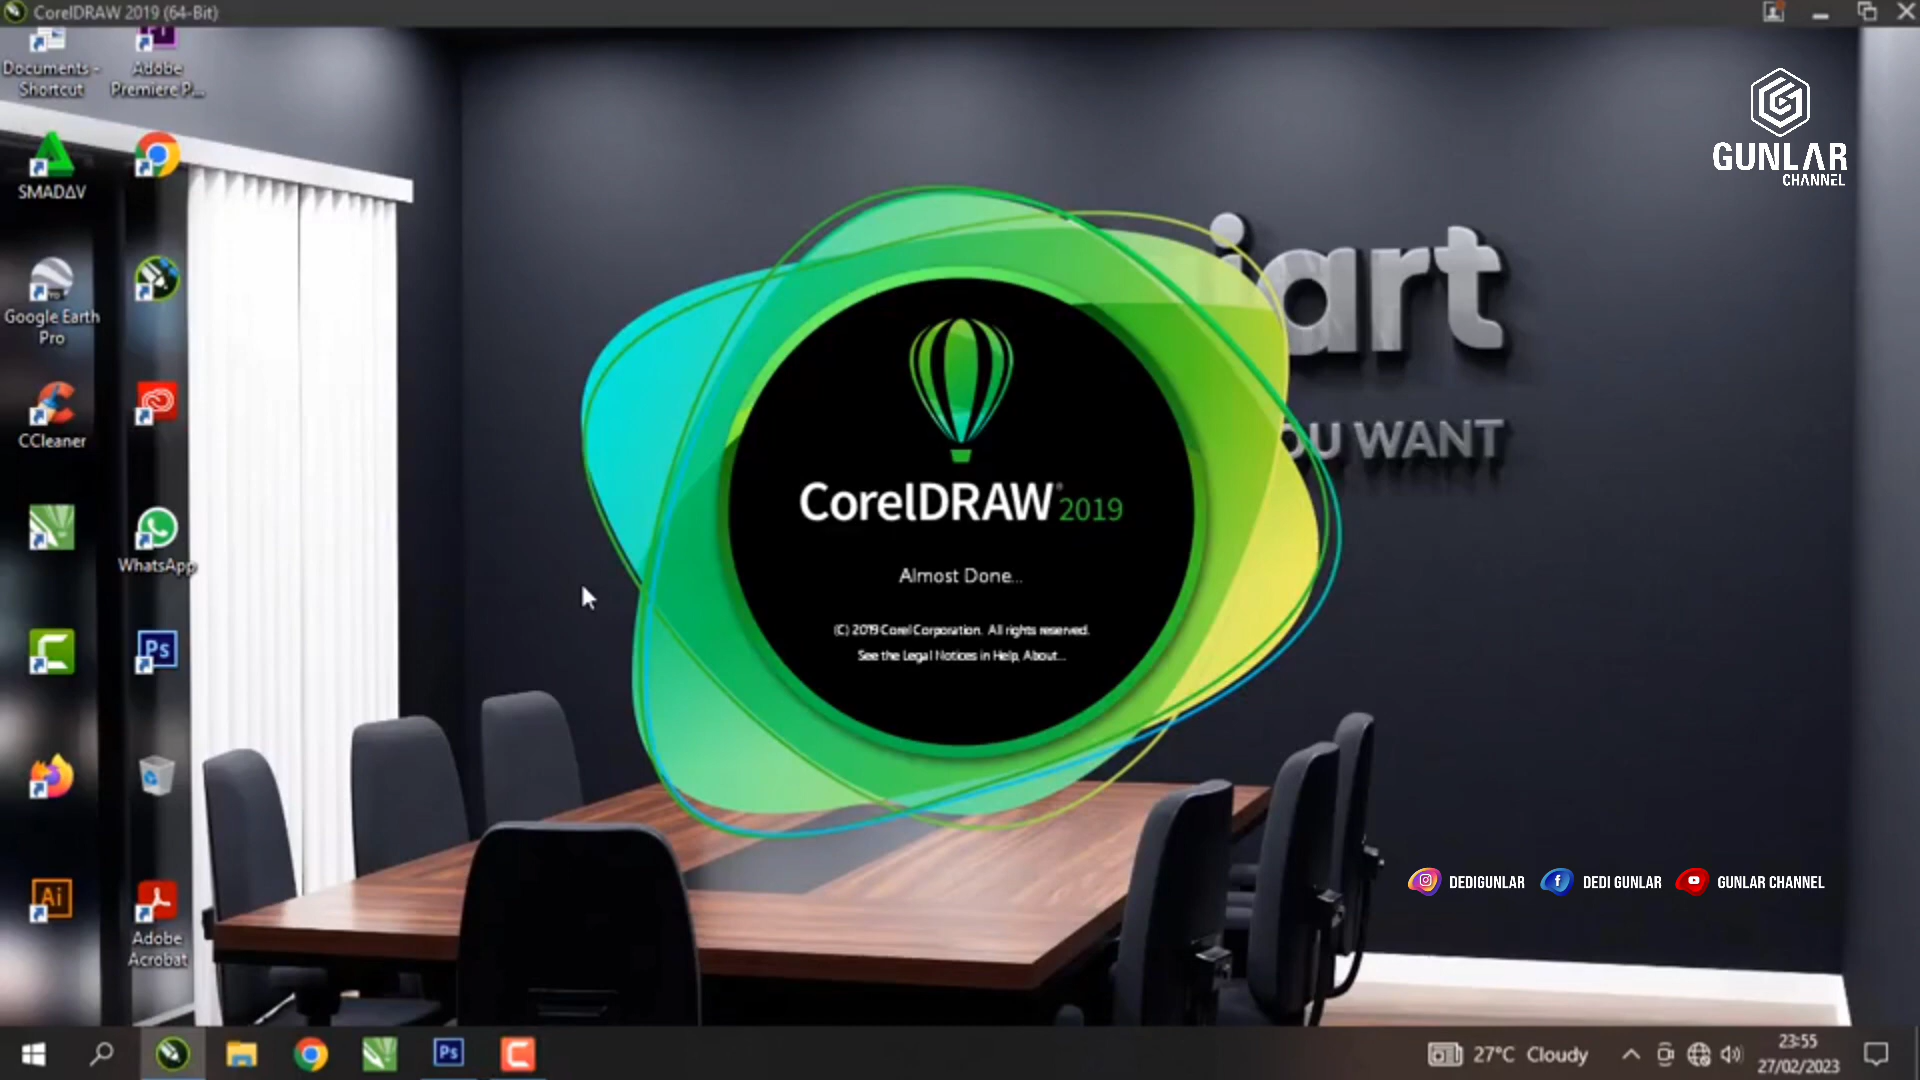 CorelDRAW 2019 (64-Bit)
Documents - Shortcut
Adobe Premiere P...
SMADAV
Google Earth Pro
CCleaner
WhatsApp
Ps
Ai
Adobe Acrobat
GUNLAR
CHANNEL
art
OU WANT
CorelDRAW® 2019
Almost Done...
(C) 2019 Corel Corporation. All rights reserved.
See the Legal Notices in Help, About...
DEDIGUNLAR
DEDI GUNLAR
GUNLAR CHANNEL
Ps
27°C Cloudy
23:55
27/02/2023